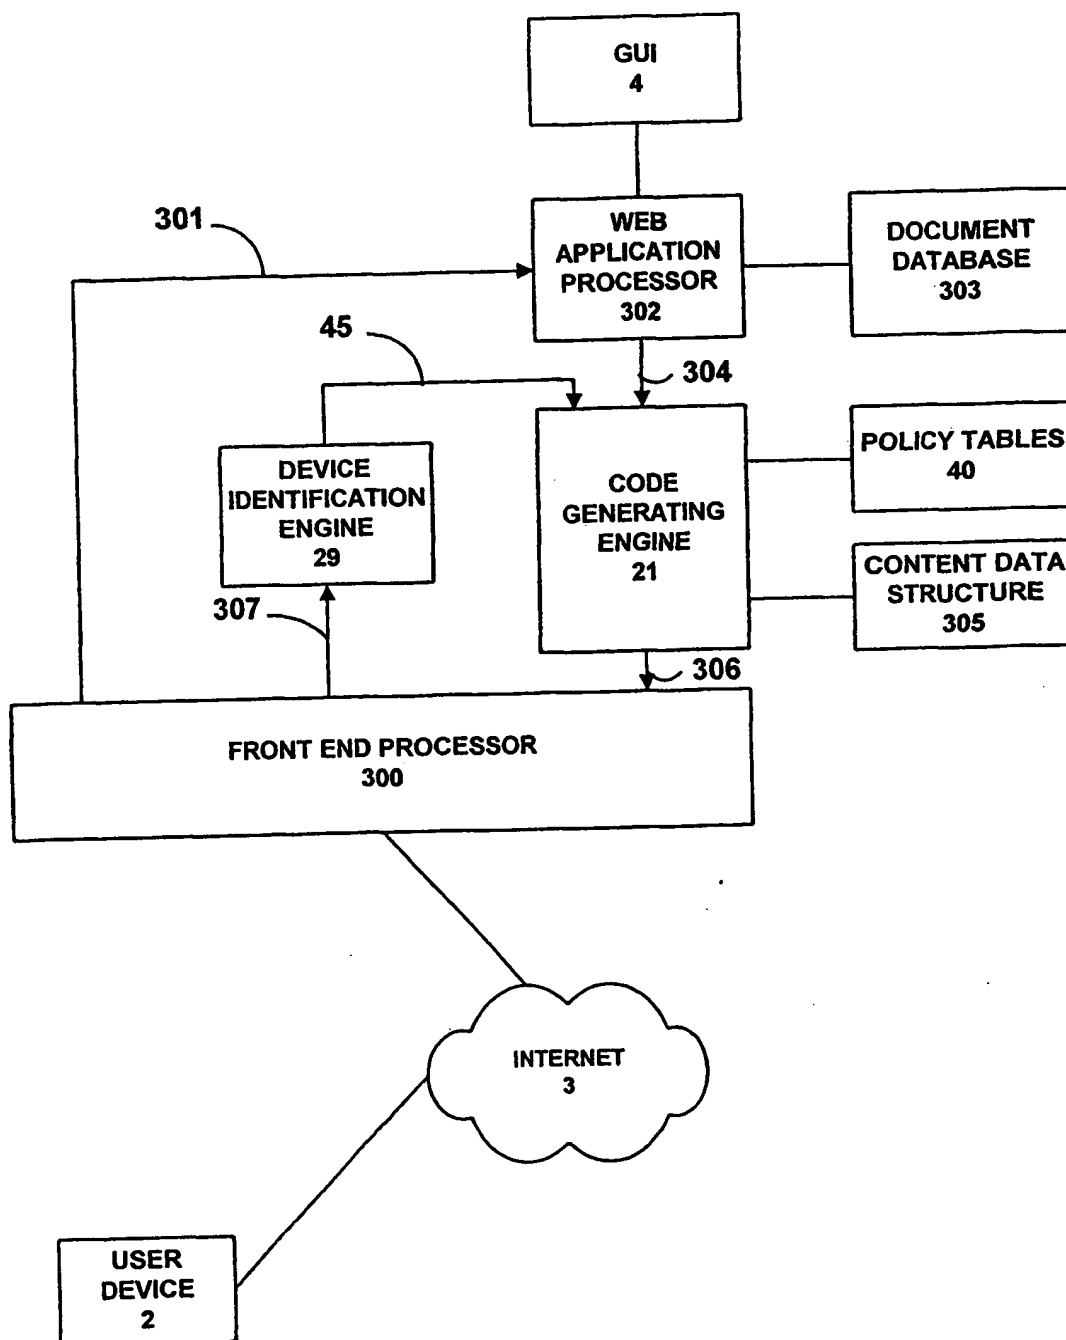 GUI
4
301
WEB
APPLICATION
PROCESSOR
302
DOCUMENT
DATABASE
303
45
304
DEVICE
IDENTIFICATION
ENGINE
29
CODE
GENERATING
ENGINE
21
POLICY TABLES
40
CONTENT DATA
STRUCTURE
305
307
306
FRONT END PROCESSOR
300
INTERNET
3
USER
DEVICE
2